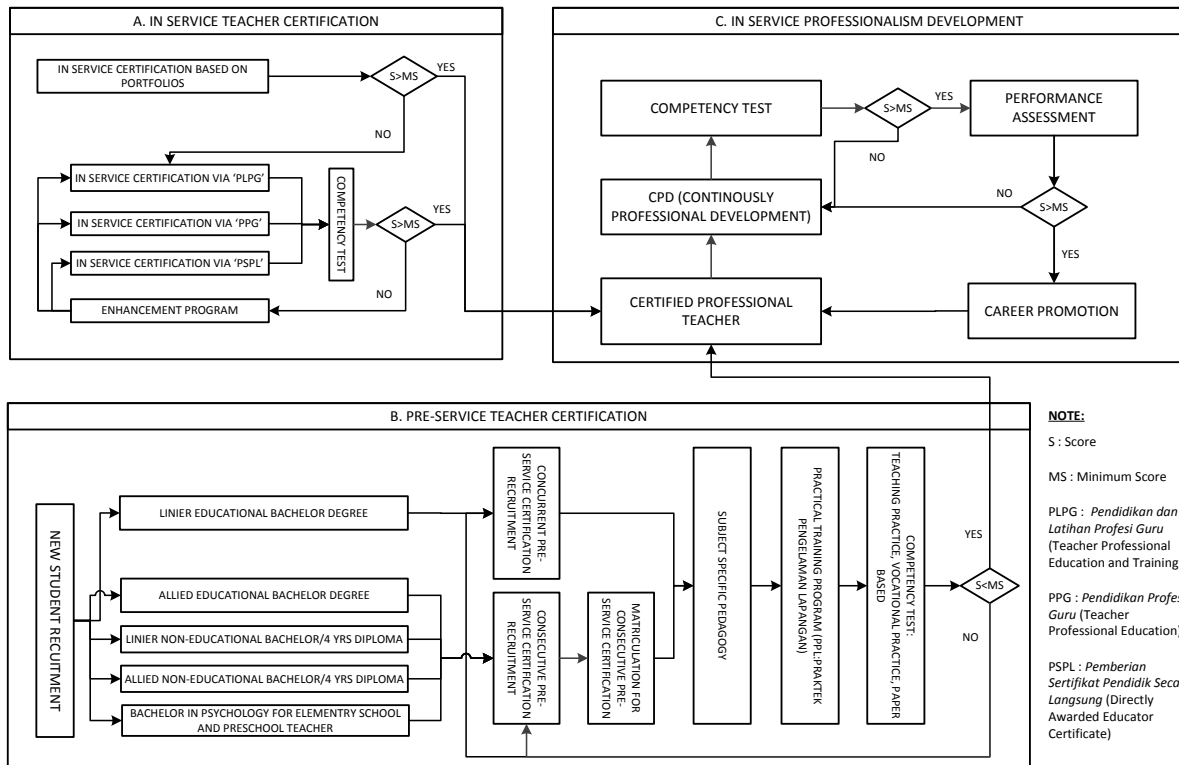 A. IN SERVICE TEACHER CERTIFICATION
IN SERVICE CERTIFICATION BASED ON
PORTFOLIOS
S>MS
YES
NO
IN SERVICE CERTIFICATION VIA ‘PLPG’
IN SERVICE CERTIFICATION VIA ‘PPG’
IN SERVICE CERTIFICATION VIA ‘PSPL’
ENHANCEMENT PROGRAM
COMPETENCY TEST
S>MS
YES
NO
C. IN SERVICE PROFESSIONALISM DEVELOPMENT
COMPETENCY TEST
S>MS
YES
NO
PERFORMANCE
ASSESSMENT
CPD (CONTINOUSLY
PROFESSIONAL DEVELOPMENT)
NO
S>MS
YES
CERTIFIED PROFESSIONAL
TEACHER
CAREER PROMOTION
B. PRE-SERVICE TEACHER CERTIFICATION
NEW STUDENT RECUITMENT
LINIER EDUCATIONAL BACHELOR DEGREE
ALLIED EDUCATIONAL BACHELOR DEGREE
LINIER NON-EDUCATIONAL BACHELOR/4 YRS DIPLOMA
ALLIED NON-EDUCATIONAL BACHELOR/4 YRS DIPLOMA
BACHELOR IN PSYCHOLOGY FOR ELEMENTRY SCHOOL
AND PRESCHOOL TEACHER
CONCURRENT PRE-
SERVICE CERTIFICATION
RECRUITMENT
CONSECUTIVE PRE-
SERVICE CERTIFICATION
RECRUITMENT
MATRICULATION FOR
CONSECUTIVE PRE-
SERVICE CERTIFICATION
SUBJECT SPECIFIC PEDAGOGY
PRACTICAL TRAINING PROGRAM (PPL:PRAKTEK
PENGELAMAN LAPANGAN)
COMPETENCY TEST:
TEACHING PRACTICE, VOCATIONAL PRACTICE, PAPER
BASED
S<MS
YES
NO
NOTE:
S : Score
MS : Minimum Score
PLPG : Pendidikan dan
Latihan Profesi Guru
(Teacher Professional
Education and Training
PPG : Pendidikan Profes
Guru (Teacher
Professional Education)
PSPL : Pemberian
Sertifikat Pendidik Seca
Langsung (Directly
Awarded Educator
Certificate)